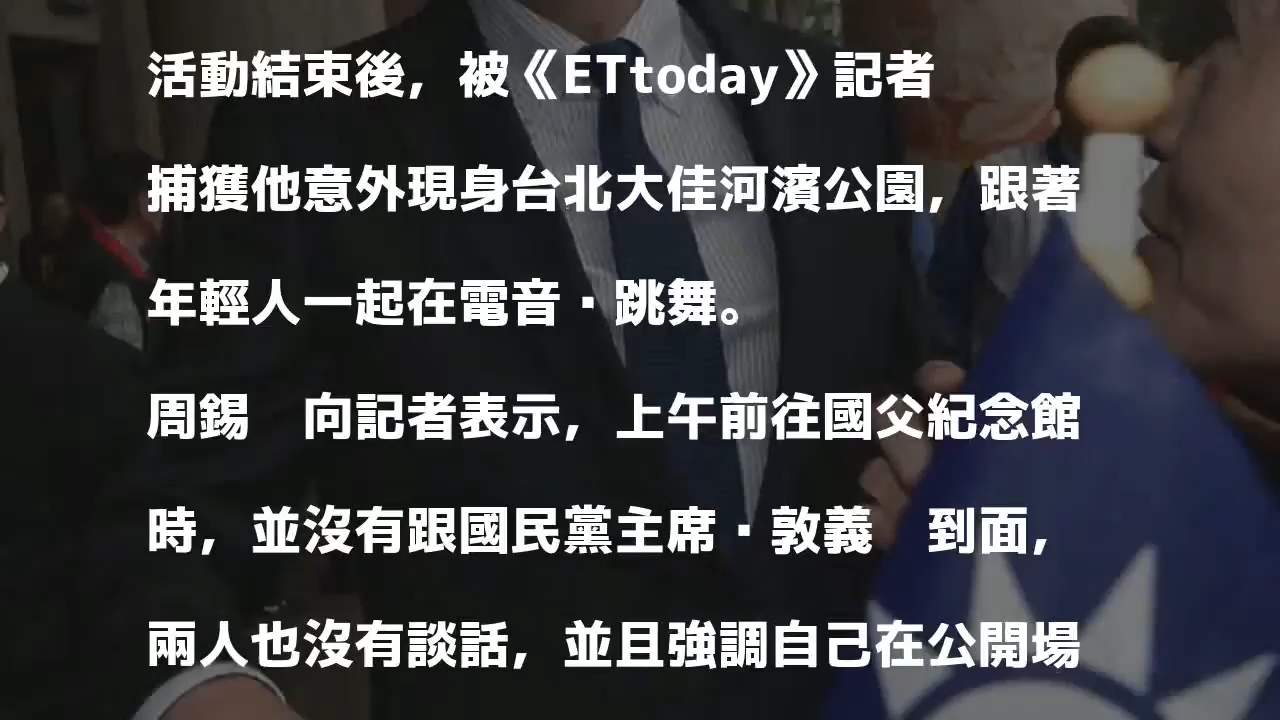 活動結束後，被《ETtoday》記者
捕獲他意外現身台北大佳河濱公園，跟著
年輕人一起在電音▪跳舞。
周錫　向記者表示，上午前往國父紀念館
時，並沒有跟國民黨主席▪敦義　到面，
兩人也沒有談話，並且強調自己在公開場